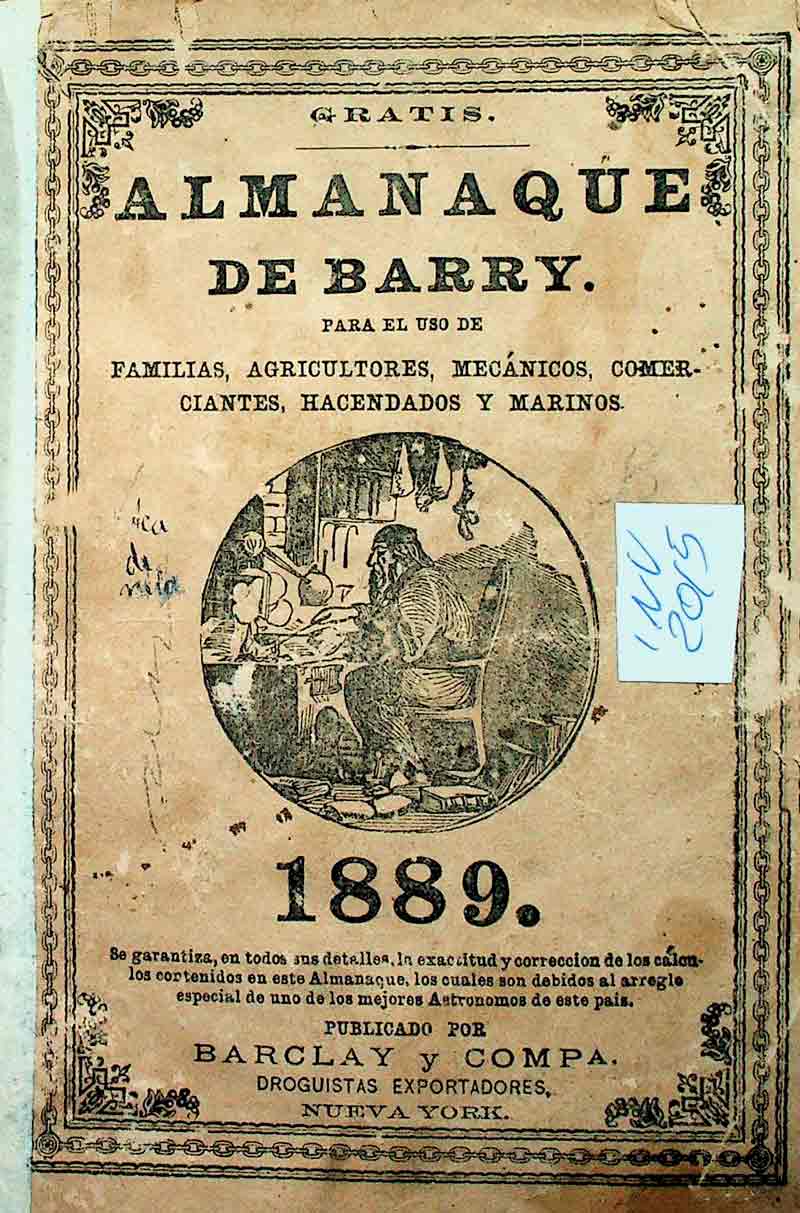 GRATIS.
ALMANAQUE
DE BARRY.
PARA EL USO DE
FAMILIAS, AGRICULTORES, MECÁNICOS, COMER-
CIANTES, HACENDADOS Y MARINOS.
de
INV
2015
1889.
Se garantiza, en todos sus detalles, la exactitud y correccion de los cálcu-
los contenidos en este Almanaque, los cuales son debidos al arreglo
especial de uno de los mejores Astronomos de este pais.
PUBLICADO POR
BARCLAY y COMPA.
DROGUISTAS EXPORTADORES,
NUEVA YORK.